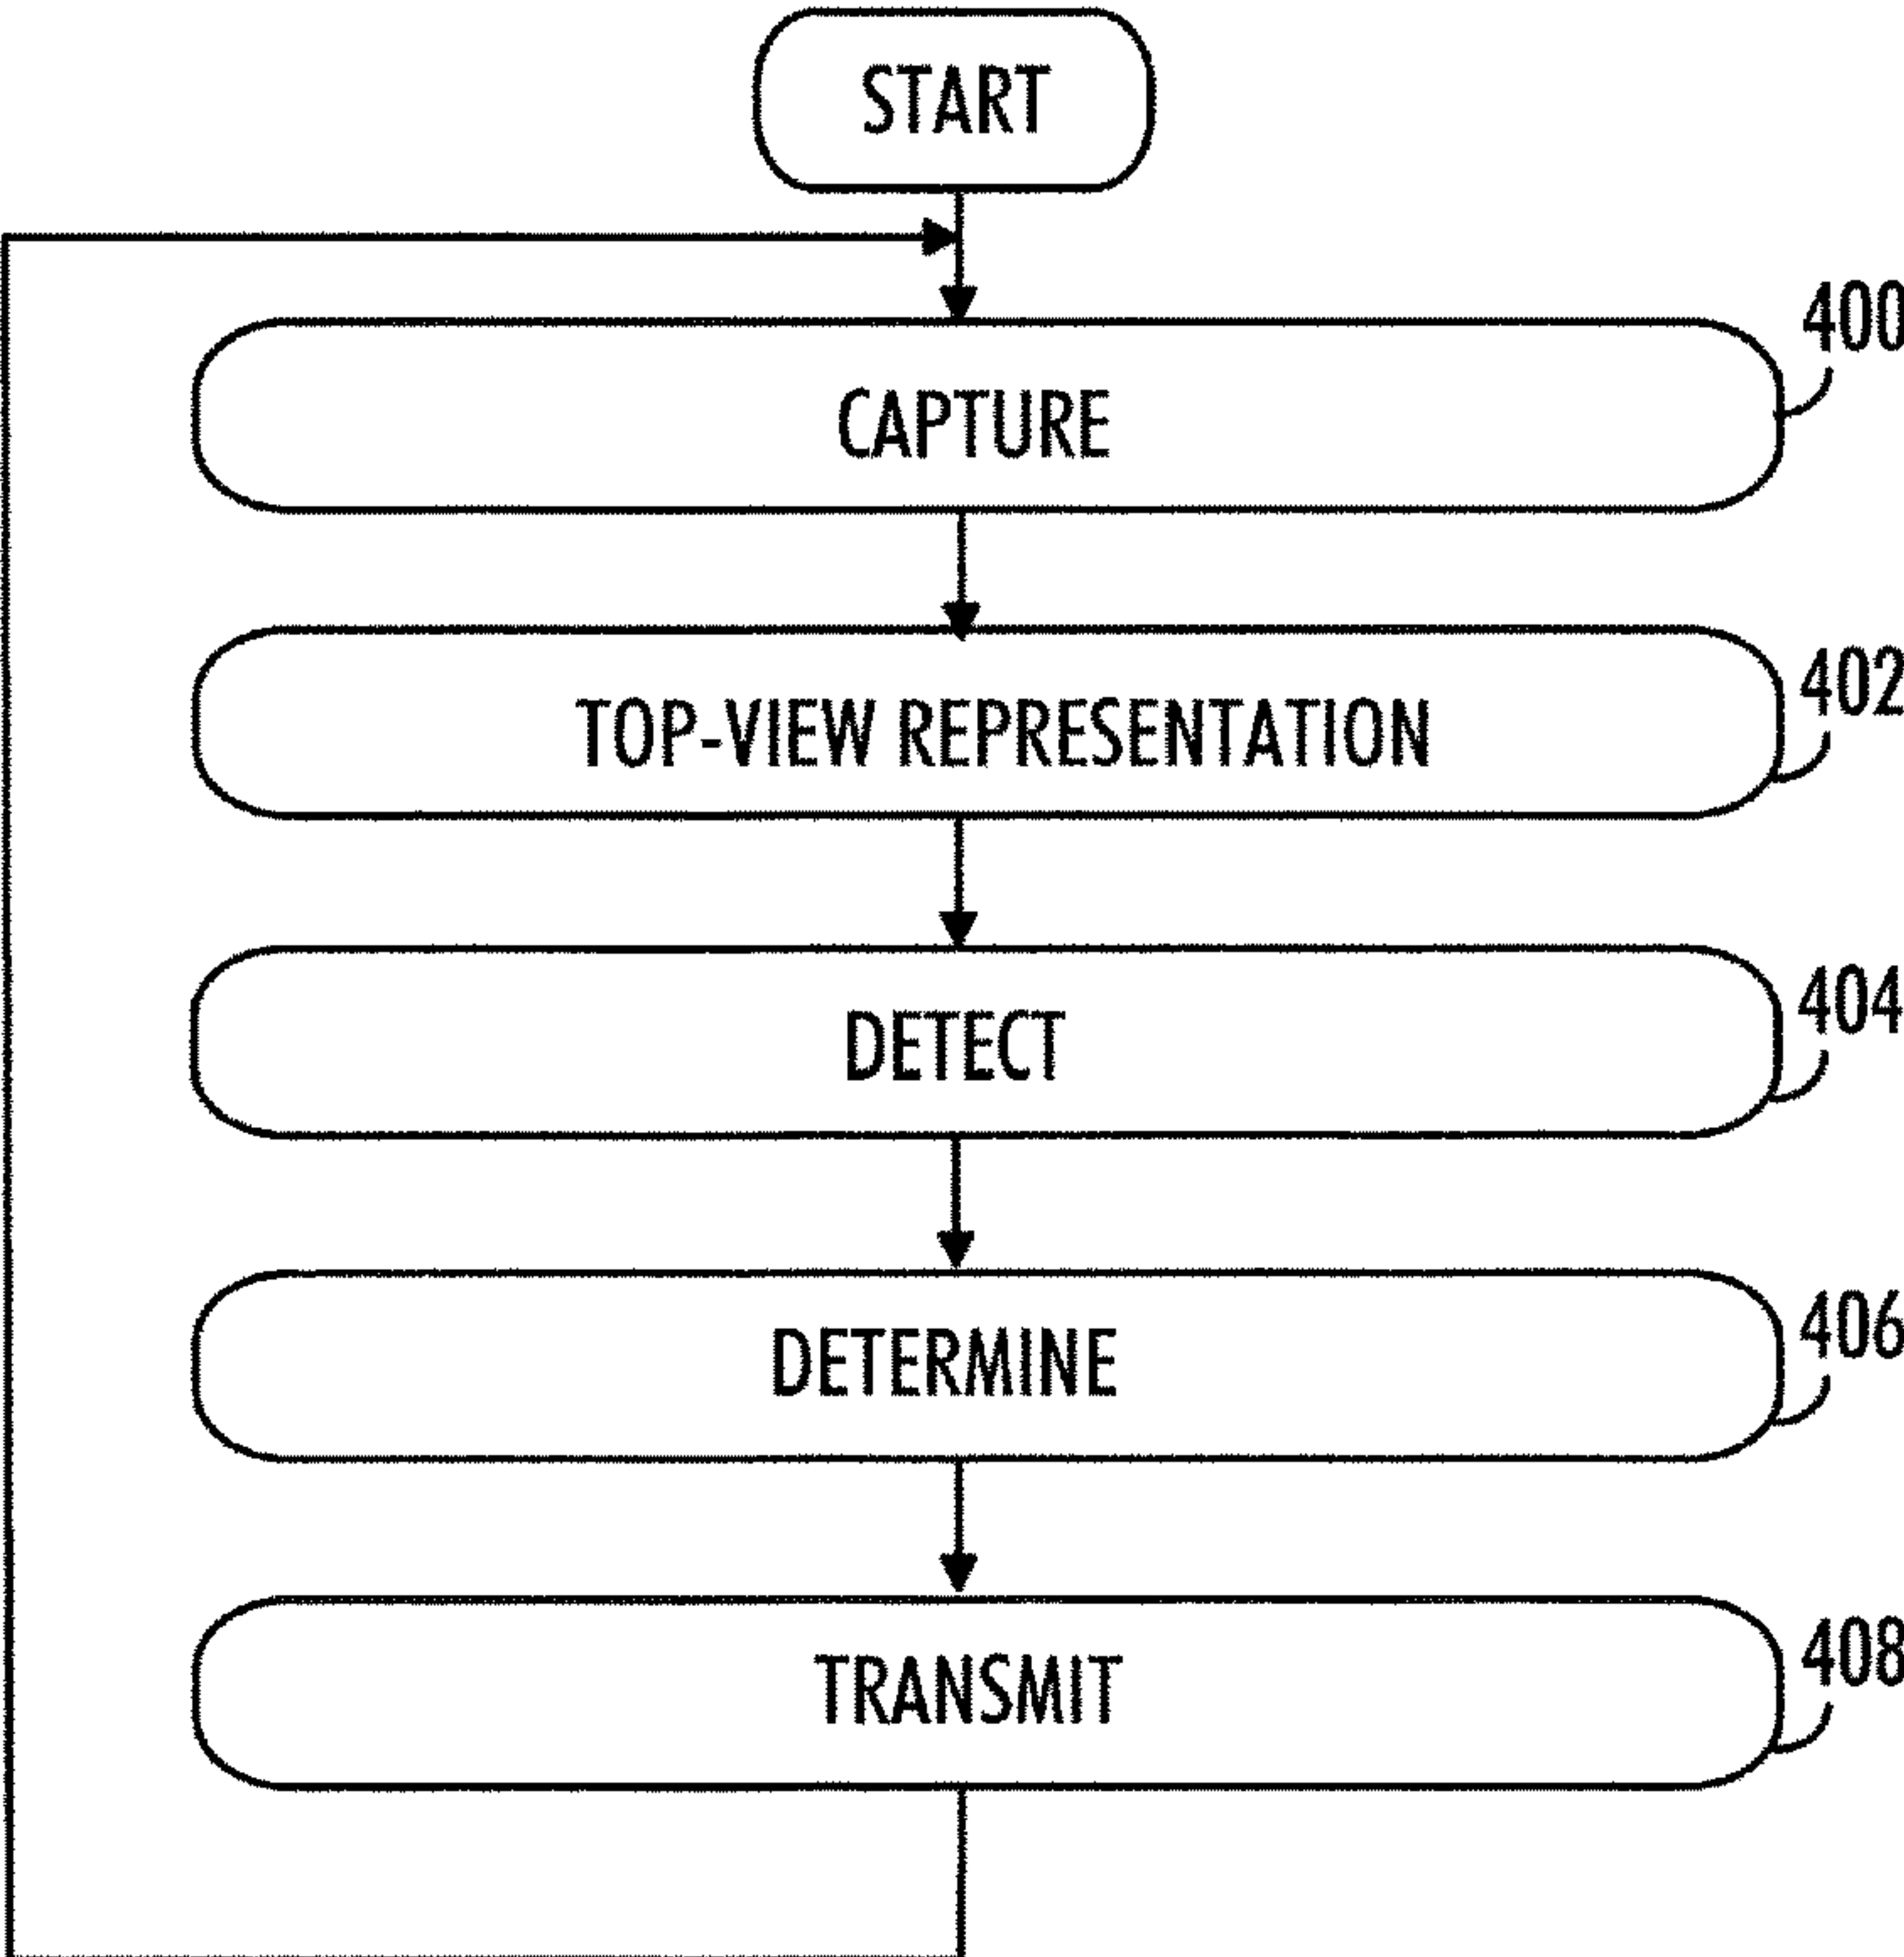 START
400
CAPTURE
402
TOP-VIEW REPRESENTATION
404
DETECT
406
DETERMINE
408
TRANSMIT